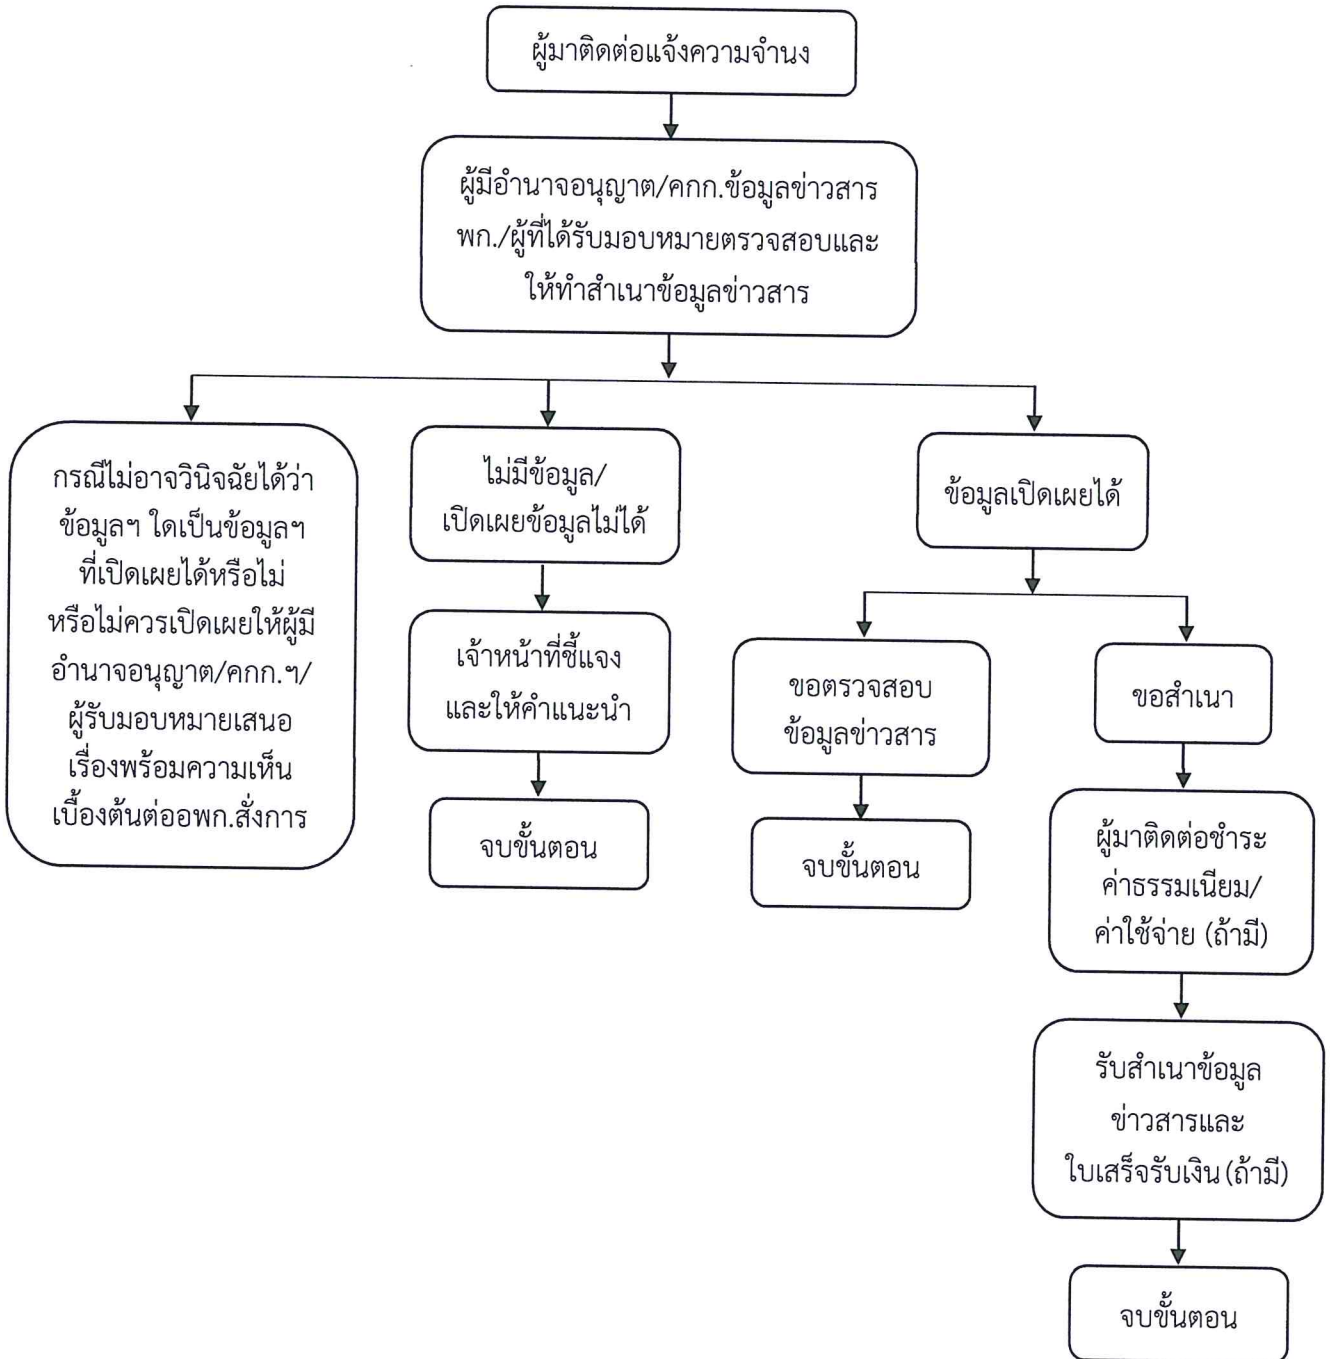 ผู้มาติดต่อแจ้งความจำนง
ผู้มีอำนาจอนุญาต/คกก.ข้อมูลข่าวสาร
พก./ผู้ที่ได้รับมอบหมายตรวจสอบและ
ให้ทำสำเนาข้อมูลข่าวสาร
กรณีไม่อาจวินิจฉัยได้ว่า
ข้อมูลฯ ใดเป็นข้อมูลฯ
ที่เปิดเผยได้หรือไม่
หรือไม่ควรเปิดเผยให้ผู้มี
อำนาจอนุญาต/คกก.ฯ/
ผู้รับมอบหมายเสนอ
เรื่องพร้อมความเห็น
เบื้องต้นต่ออพก.สั่งการ
ไม่มีข้อมูล/
เปิดเผยข้อมูลไม่ได้
เจ้าหน้าที่ชี้แจง
และให้คำแนะนำ
จบขั้นตอน
ข้อมูลเปิดเผยได้
ขอตรวจสอบ
ข้อมูลข่าวสาร
จบขั้นตอน
ขอสำเนา
ผู้มาติดต่อชำระ
ค่าธรรมเนียม/
ค่าใช้จ่าย (ถ้ามี)
รับสำเนาข้อมูล
ข่าวสารและ
ใบเสร็จรับเงิน (ถ้ามี)
จบขั้นตอน